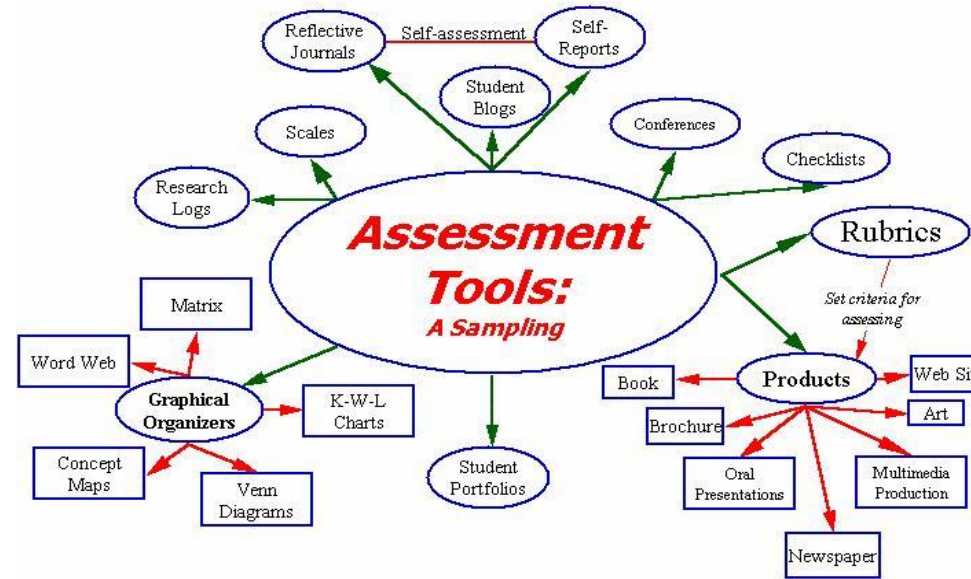 Reflective
Journals
Self-assessment
Self-
Reports
Student
Blogs
Scales
Conferences
Checklists
Research
Logs
Assessment
Tools:
A Sampling
Rubrics
Set criteria for
assessing
Matrix
Word Web
Graphical
Organizers
K-W-L
Charts
Concept
Maps
Venn
Diagrams
Student
Portfolios
Products
Book
Web Sit
Brochure
Art
Oral
Presentations
Multimedia
Production
Newspaper